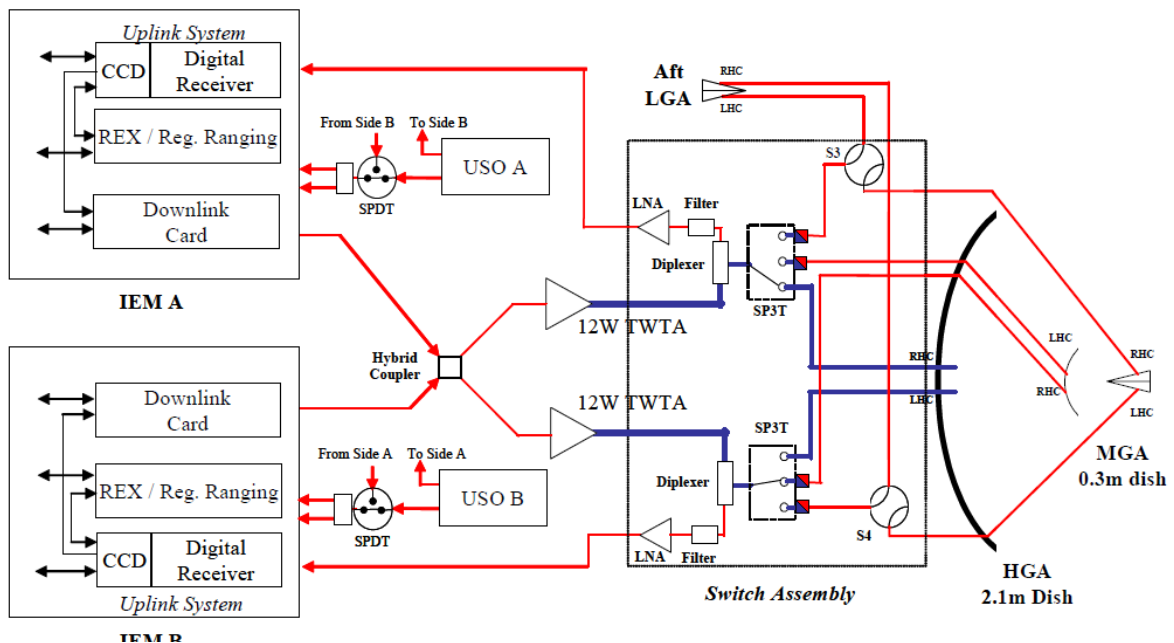 Uplink System
CCD
Digital
Receiver
REX / Reg. Ranging
Downlink
Card
IEM A
From Side B
To Side B
USO A
SPDT
Aft
LGA
RHC
LHC
S3
LNA
Filter
Diplexer
SP3T
12W TWTA
Hybrid
Coupler
12W TWTA
RHC
LHC
LHC
RHC
RHC
LHC
MGA
0.3m dish
Downlink
Card
REX / Reg. Ranging
CCD
Digital
Receiver
Uplink System
IEM B
From Side A
To Side A
USO B
SPDT
SP3T
Diplexer
LNA
Filter
S4
Switch Assembly
HGA
2.1m Dish